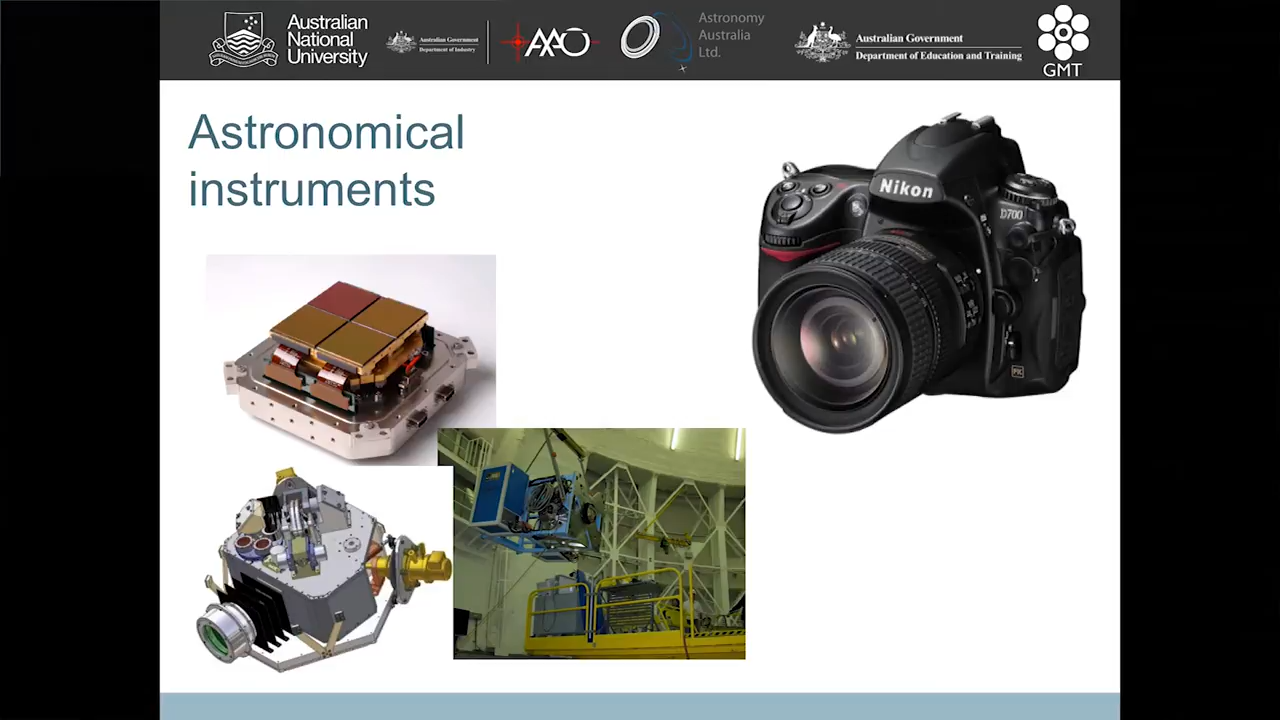 Australian
National
University
Australian Government
Department of Industry
AAO
Astronomy
Australia
Ltd.
Australian Government
Department of Education and Training
GMT
Astronomical
instruments
Nikon
D700
FX